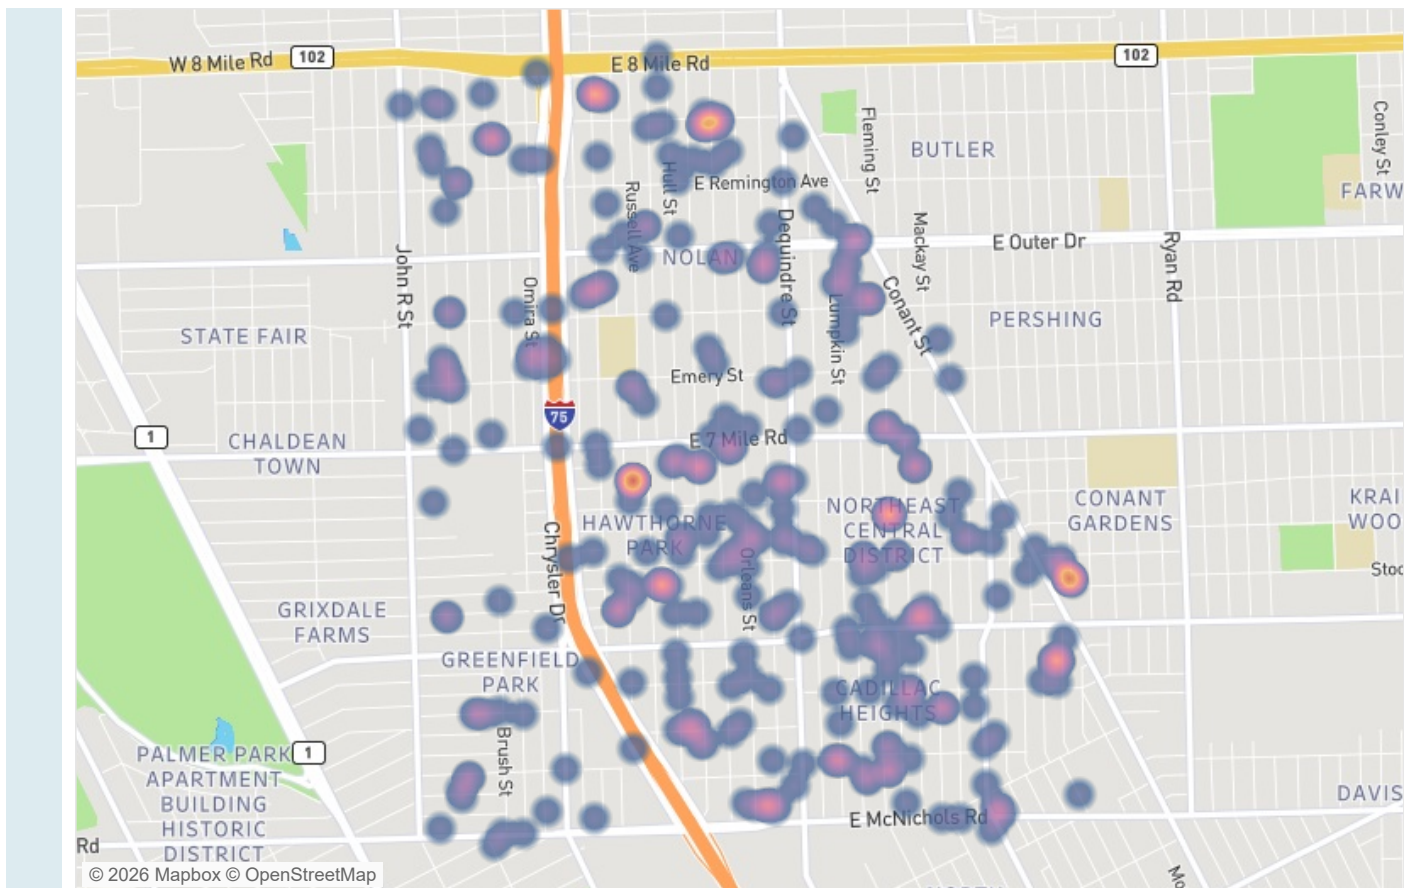 W 8 Mile Rd
102
E 8 Mile Rd
102
Fleming St
Conley St
BUTLER
Hull St
E Remington Ave
FARW
Russell Ave
Mackay St
Dequindre St
E Outer Dr
Ryan Rd
John R St
NOLAN
Omira St
Lumpkin St
Conant St
STATE FAIR
PERSHING
Emery St
75
1
CHALDEAN
TOWN
E 7 Mile Rd
HAWTHORNE
PARK
NORTHEAST
CENTRAL
DISTRICT
CONANT
GARDENS
KRAI
WOO
Chrysler Dr
Orleans St
Stoc
GRIXDALE
FARMS
GREENFIELD
PARK
CADILLAC
HEIGHTS
Brush St
PALMER PARK
APARTMENT
BUILDING
HISTORIC
DISTRICT
1
DAVIS
E McNichols Rd
Rd
Mo
© 2026 Mapbox © OpenStreetMap